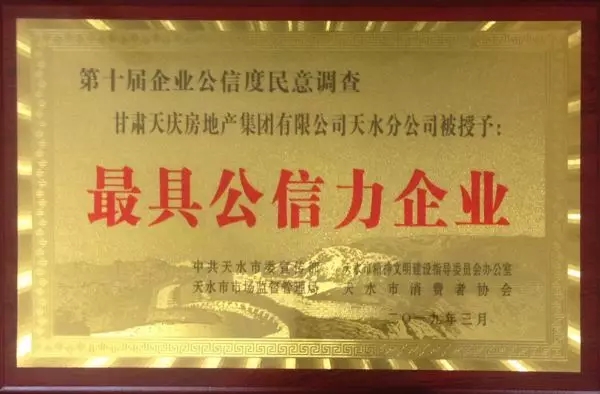 第十届企业公信度民意调查
甘肃天庆房地产集团有限公司天水分公司被授予:
最具公信力企业
中共天水市委宣传部 天水市精神文明建设指导委员会办公室
天水市市场监督管理局 天水市消费者协会
二〇一九年三月